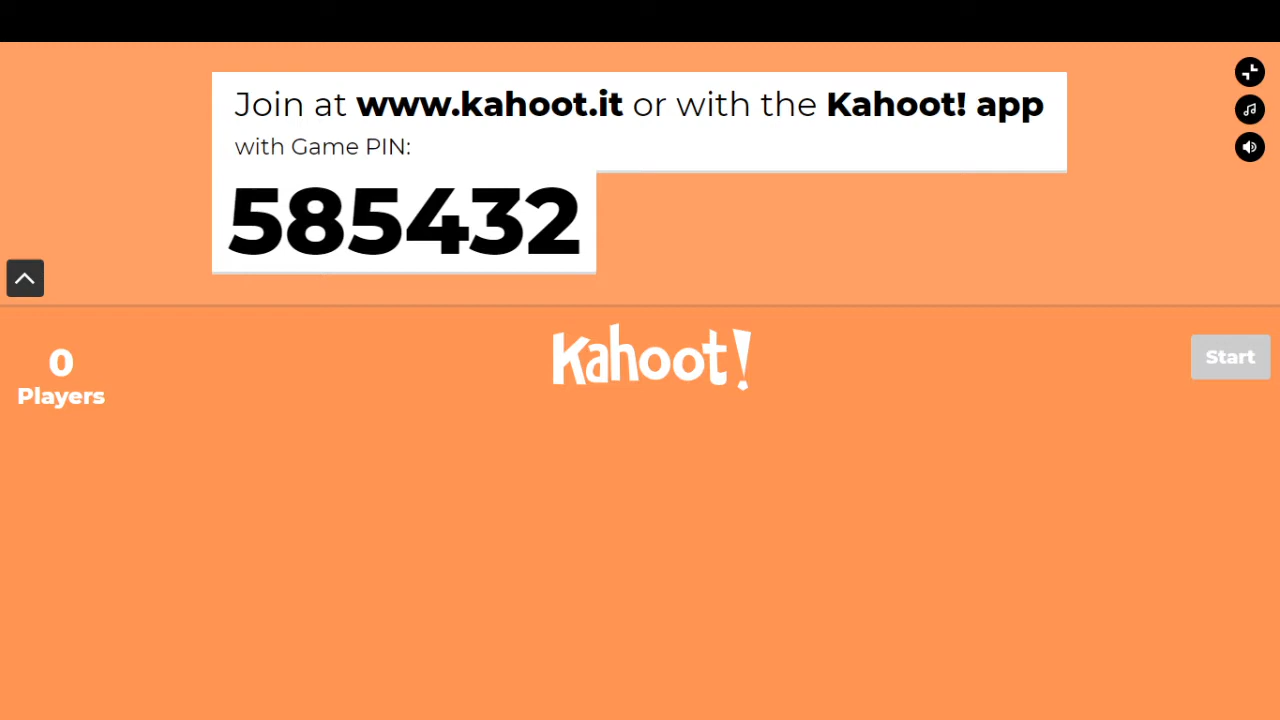 Join at www.kahoot.it or with the Kahoot! app
with Game PIN:
585432
0
Players
Kahoot!
Start